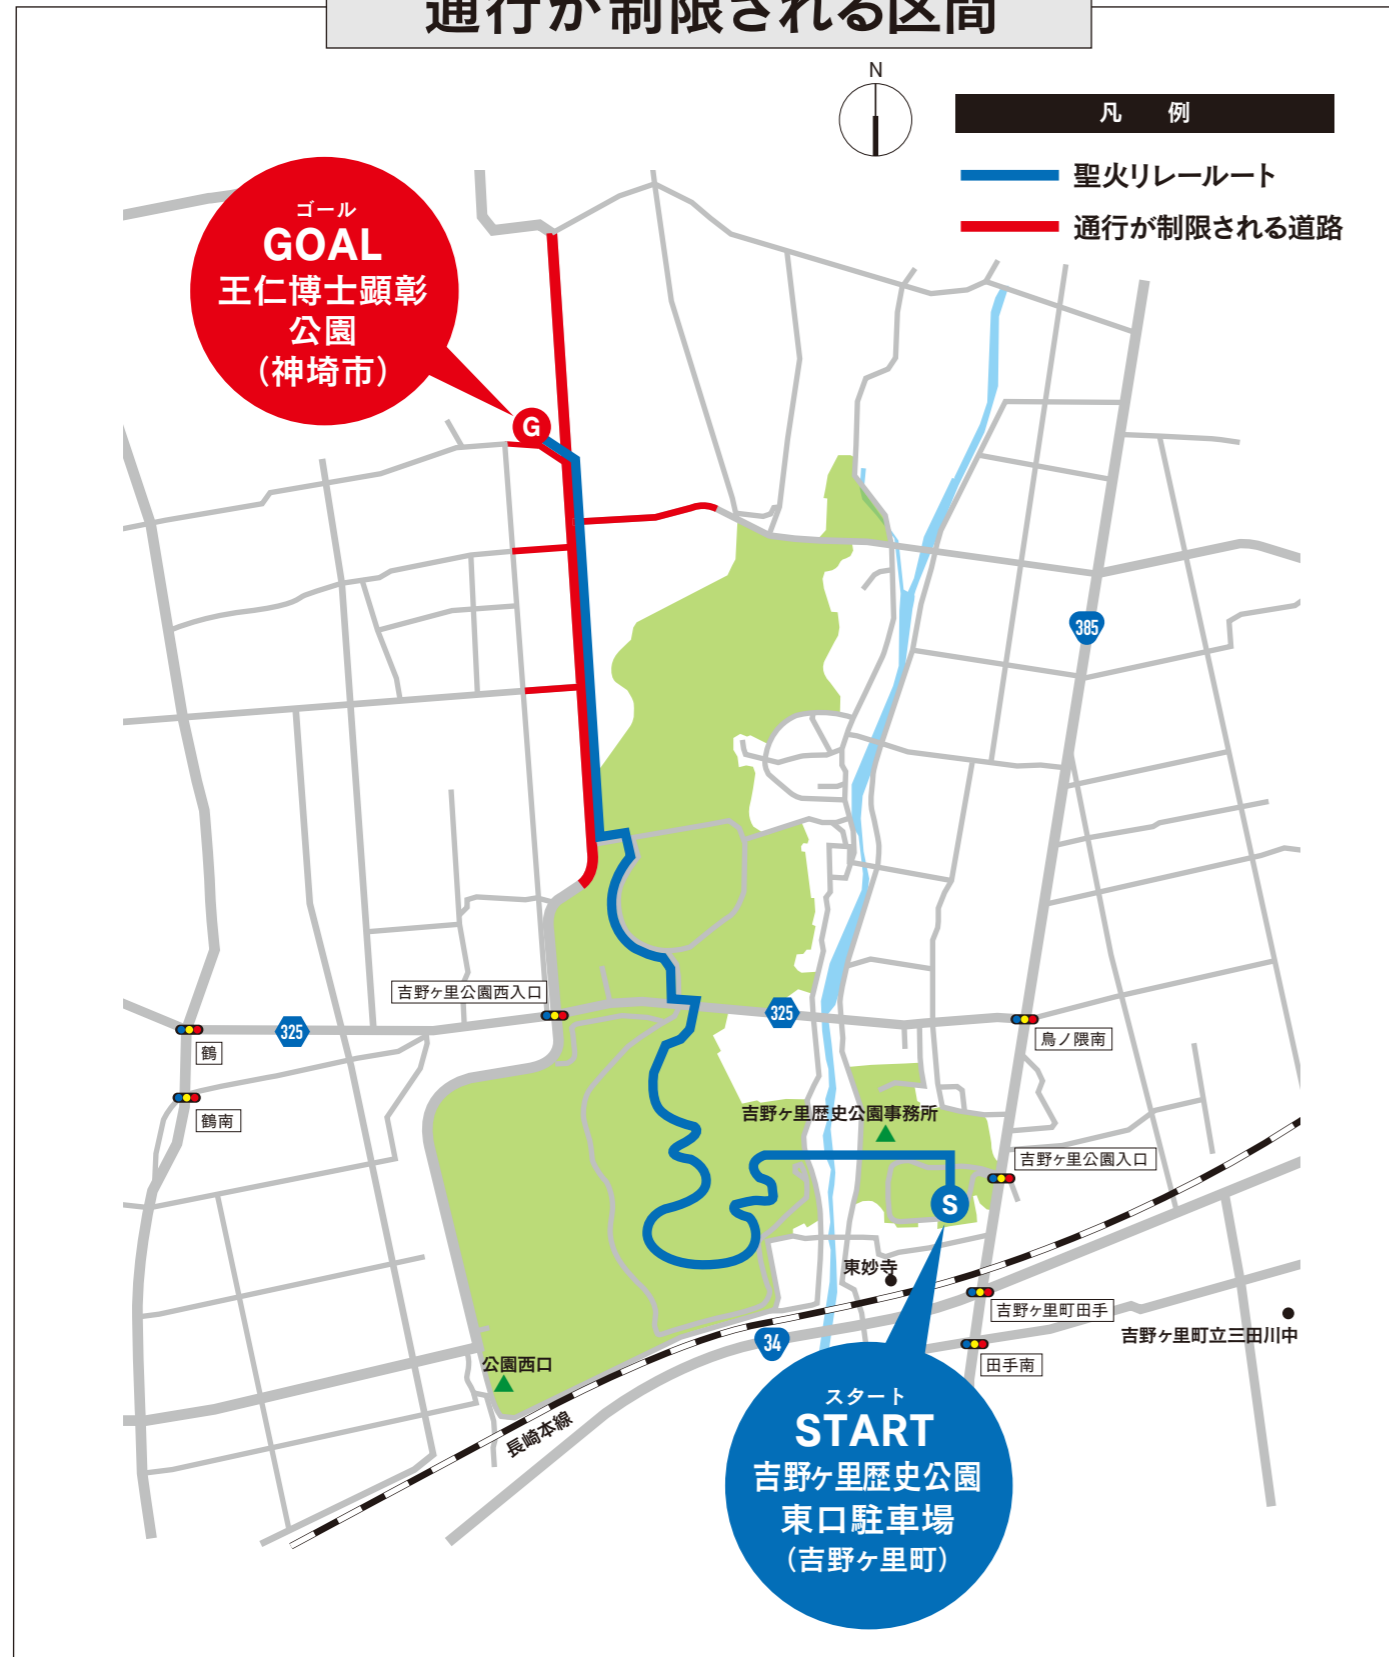 通行が制限される区間
N
凡 例
聖火リレールート
通行が制限される道路
ゴール
GOAL
王仁博士顕彰
公園
（神埼市）
G
385
吉野ヶ里公園西入口
325
325
鶴
鳥ノ隈南
鶴南
吉野ヶ里歴史公園事務所
吉野ヶ里公園入口
S
東妙寺
吉野ヶ里町田手
吉野ヶ里町立三田川中
34
田手南
公園西口
長崎本線
スタート
START
吉野ヶ里歴史公園
東口駐車場
（吉野ヶ里町）